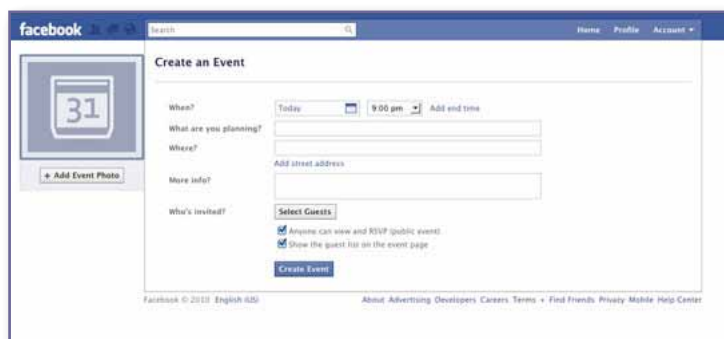 facebook
Search
Home Profile Account
31
+ Add Event Photo
Create an Event
When?
Today
9:00 pm
Add end time
What are you planning?
Where?
Add street address
More info?
Who's invited?
Select Guests
Anyone can view and RSVP (public event)
Show the guest list on the event page
Create Event
Facebook © 2010 English (US)
About Advertising Developers Careers Terms • Find Friends Privacy Mobile Help Center